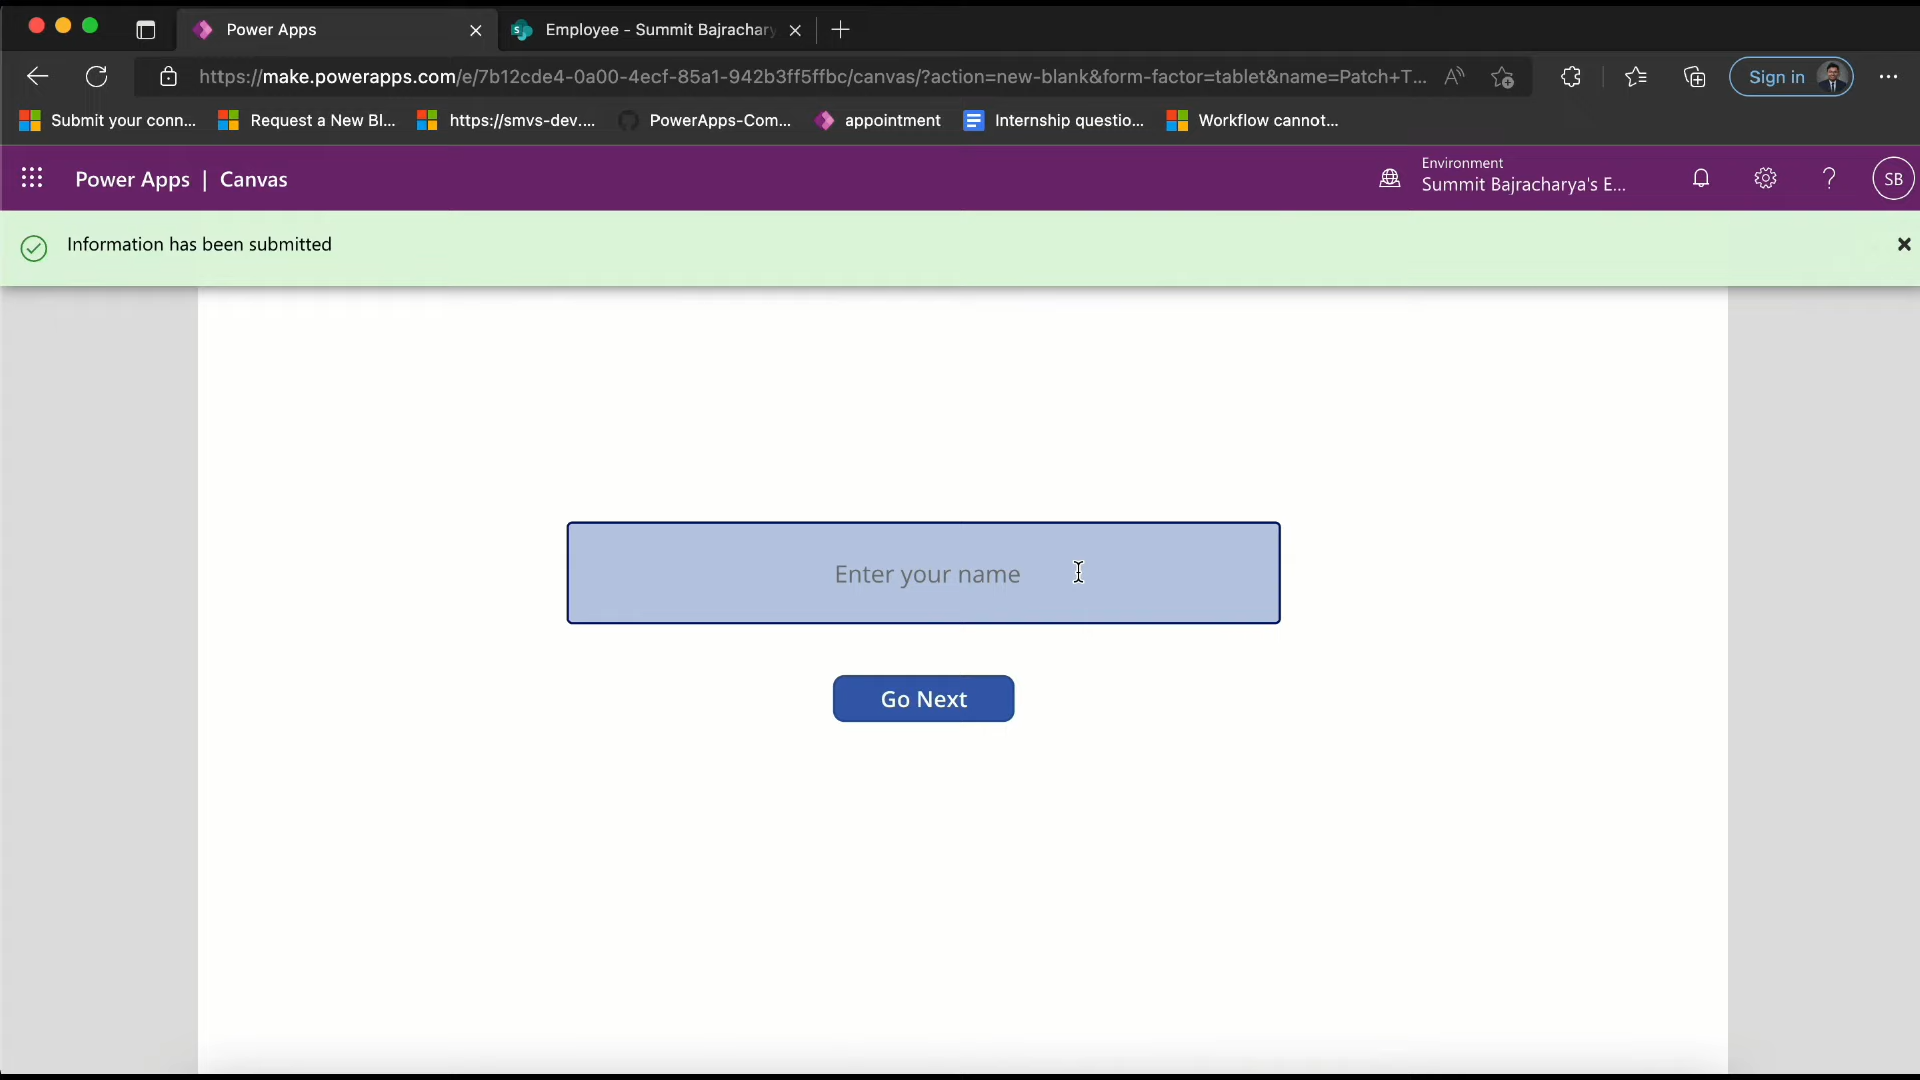 Power Apps
Employee - Summit Bajrachary
https://make.powerapps.com/e/7b12cde4-0a00-4ecf-85a1-942b3ff5ffbc/canvas/?action=new-blank&form-factor=tablet&name=Patch+T...
Sign in
Submit your conn...
Request a New Bl...
https://smvs-dev....
PowerApps-Com...
appointment
Internship questio...
Workflow cannot...
Power Apps | Canvas
Environment
Summit Bajracharya's E...
SB
Information has been submitted
Enter your name
Go Next